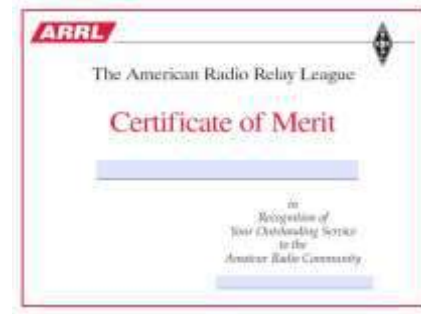 ARRL
The American Radio Relay League
Certificate of Merit
in
Recognition of
Your Outstanding Service
to the
Amateur Radio Community